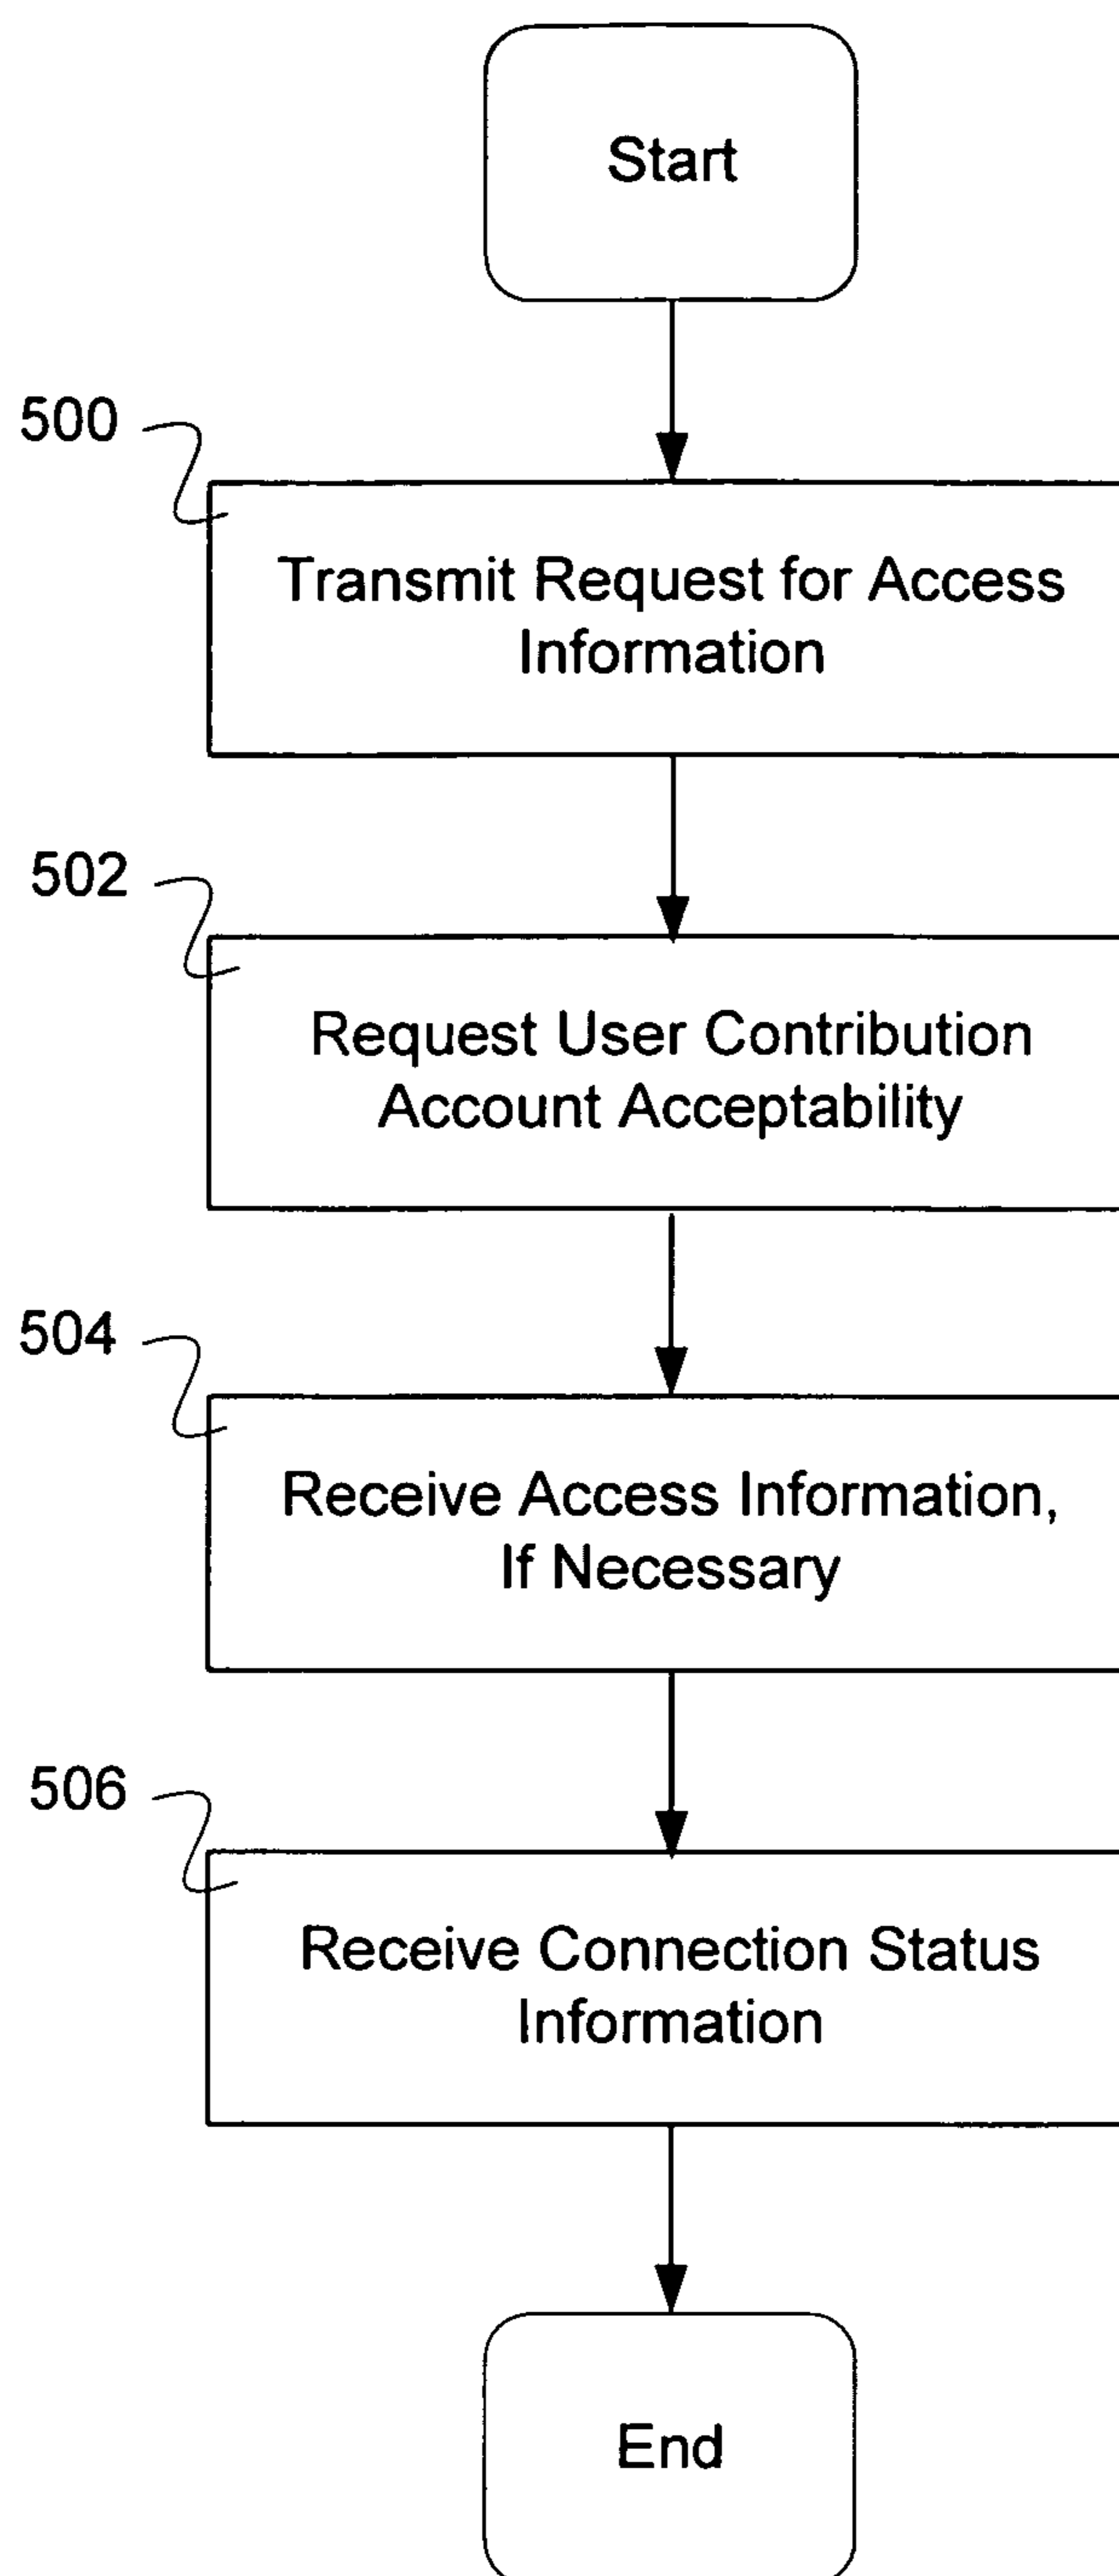 Start
500
Transmit Request for Access
Information
502
Request User Contribution
Account Acceptability
504
Receive Access Information,
If Necessary
506
Receive Connection Status
Information
End